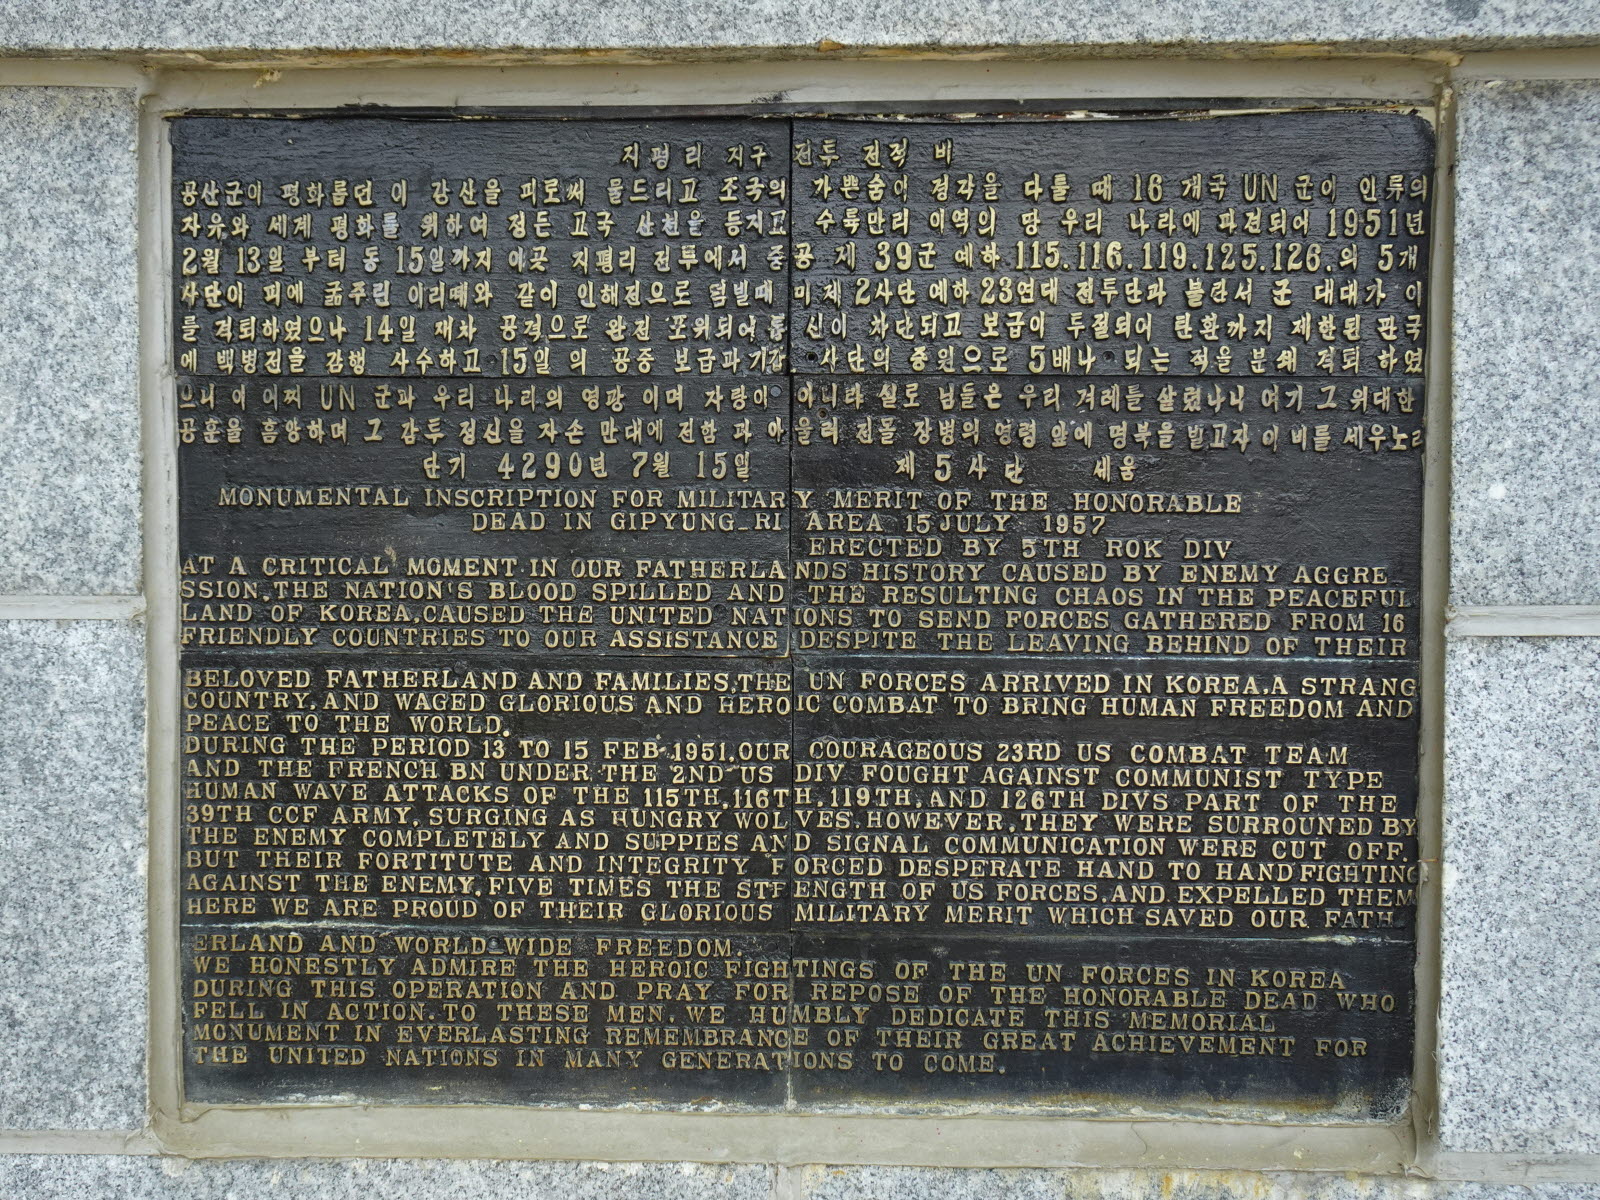 지평리 지구 전투 전적 비
공산군이 평화롭던 이 강산을 피로써 물드리고 조국의 가쁜숨이 경각을 다툴 때 16 개국 UN 군이 인류의
자유와 세계 평화를 위하여 정든 고국 산천을 등지고 수륙만리 이역의 땅 우리 나라에 파견되어 1951년
2월 13일 부터 동 15일까지 이곳 지평리 전투에서 중공 제 39군 예하 115.116.119.125.126.의 5개
사단이 피에 굶주린 이리떼와 같이 인해전으로 덤빌때 미제 2사단 예하 23연대 전투단과 불란서 군 대대가 이
를 격퇴하였으나 14일 재차 공격으로 완전 포위되어 통신이 차단되고 보급이 두절되어 탄환까지 제한된 판국
에 백병전을 감행 사수하고 15일 의 공중 보급과 기갑 사단의 증원으로 5배나 되는 적을 분쇄 격퇴 하였
으니 이 어찌 UN 군과 우리 나라의 영광 이며 자랑이 아니랴 실로 님들은 우리 겨레를 살렸나니 여기 그 위대한
공훈을 흠앙하며 그 감투 정신을 자손 만대에 전함 과 아울러 전몰 장병의 영령 앞에 명복을 빌고자 이 비를 세우노라
단기 4290년 7월 15일 제 5 사 단 세움
MONUMENTAL INSCRIPTION FOR MILITARY MERIT OF THE HONORABLE
DEAD IN GIPYUNG-RI AREA 15 JULY 1957
ERECTED BY 5TH ROK DIV
AT A CRITICAL MOMENT IN OUR FATHERLANDS HISTORY CAUSED BY ENEMY AGGRE
SSION,THE NATION'S BLOOD SPILLED AND THE RESULTING CHAOS IN THE PEACEFUL
LAND OF KOREA,CAUSED THE UNITED NATIONS TO SEND FORCES GATHERED FROM 16
FRIENDLY COUNTRIES TO OUR ASSISTANCE DESPITE THE LEAVING BEHIND OF THEIR
BELOVED FATHERLAND AND FAMILIES,THE UN FORCES ARRIVED IN KOREA,A STRANG
COUNTRY,AND WAGED GLORIOUS AND HEROIC COMBAT TO BRING HUMAN FREEDOM AND
PEACE TO THE WORLD.
DURING THE PERIOD 13 TO 15 FEB 1951,OUR COURAGEOUS 23RD US COMBAT TEAM
AND THE FRENCH BN UNDER THE 2ND US DIV FOUGHT AGAINST COMMUNIST TYPE
HUMAN WAVE ATTACKS OF THE 115TH,116TH,119TH,AND 126TH DIVS PART OF THE
39TH CCF ARMY,SURGING AS HUNGRY WOLVES,HOWEVER,THEY WERE SURROUNED BY
THE ENEMY COMPLETELY AND SUPPIES AND SIGNAL COMMUNICATION WERE CUT OFF.
BUT THEIR FORTITUTE AND INTEGRITY FORCED DESPERATE HAND TO HAND FIGHTING
AGAINST THE ENEMY,FIVE TIMES THE STRENGTH OF US FORCES,AND EXPELLED THEM
HERE WE ARE PROUD OF THEIR GLORIOUS MILITARY MERIT WHICH SAVED OUR FATH
ERLAND AND WORLD WIDE FREEDOM.
WE HONESTLY ADMIRE THE HEROIC FIGHTINGS OF THE UN FORCES IN KOREA
DURING THIS OPERATION AND PRAY FOR REPOSE OF THE HONORABLE DEAD WHO
FELL IN ACTION.TO THESE MEN,WE HUMBLY DEDICATE THIS MEMORIAL
MONUMENT IN EVERLASTING REMEMBRANCE OF THEIR GREAT ACHIEVEMENT FOR
THE UNITED NATIONS IN MANY GENERATIONS TO COME.